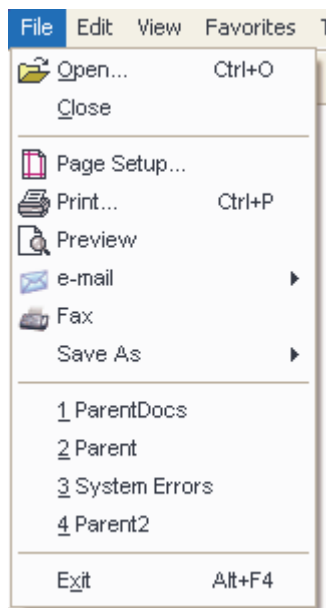 File Edit View Favorites
Open... Ctrl+O
Close
Page Setup...
Print... Ctrl+P
Preview
e-mail
Fax
Save As
1 ParentDocs
2 Parent
3 System Errors
4 Parent2
Exit Alt+F4